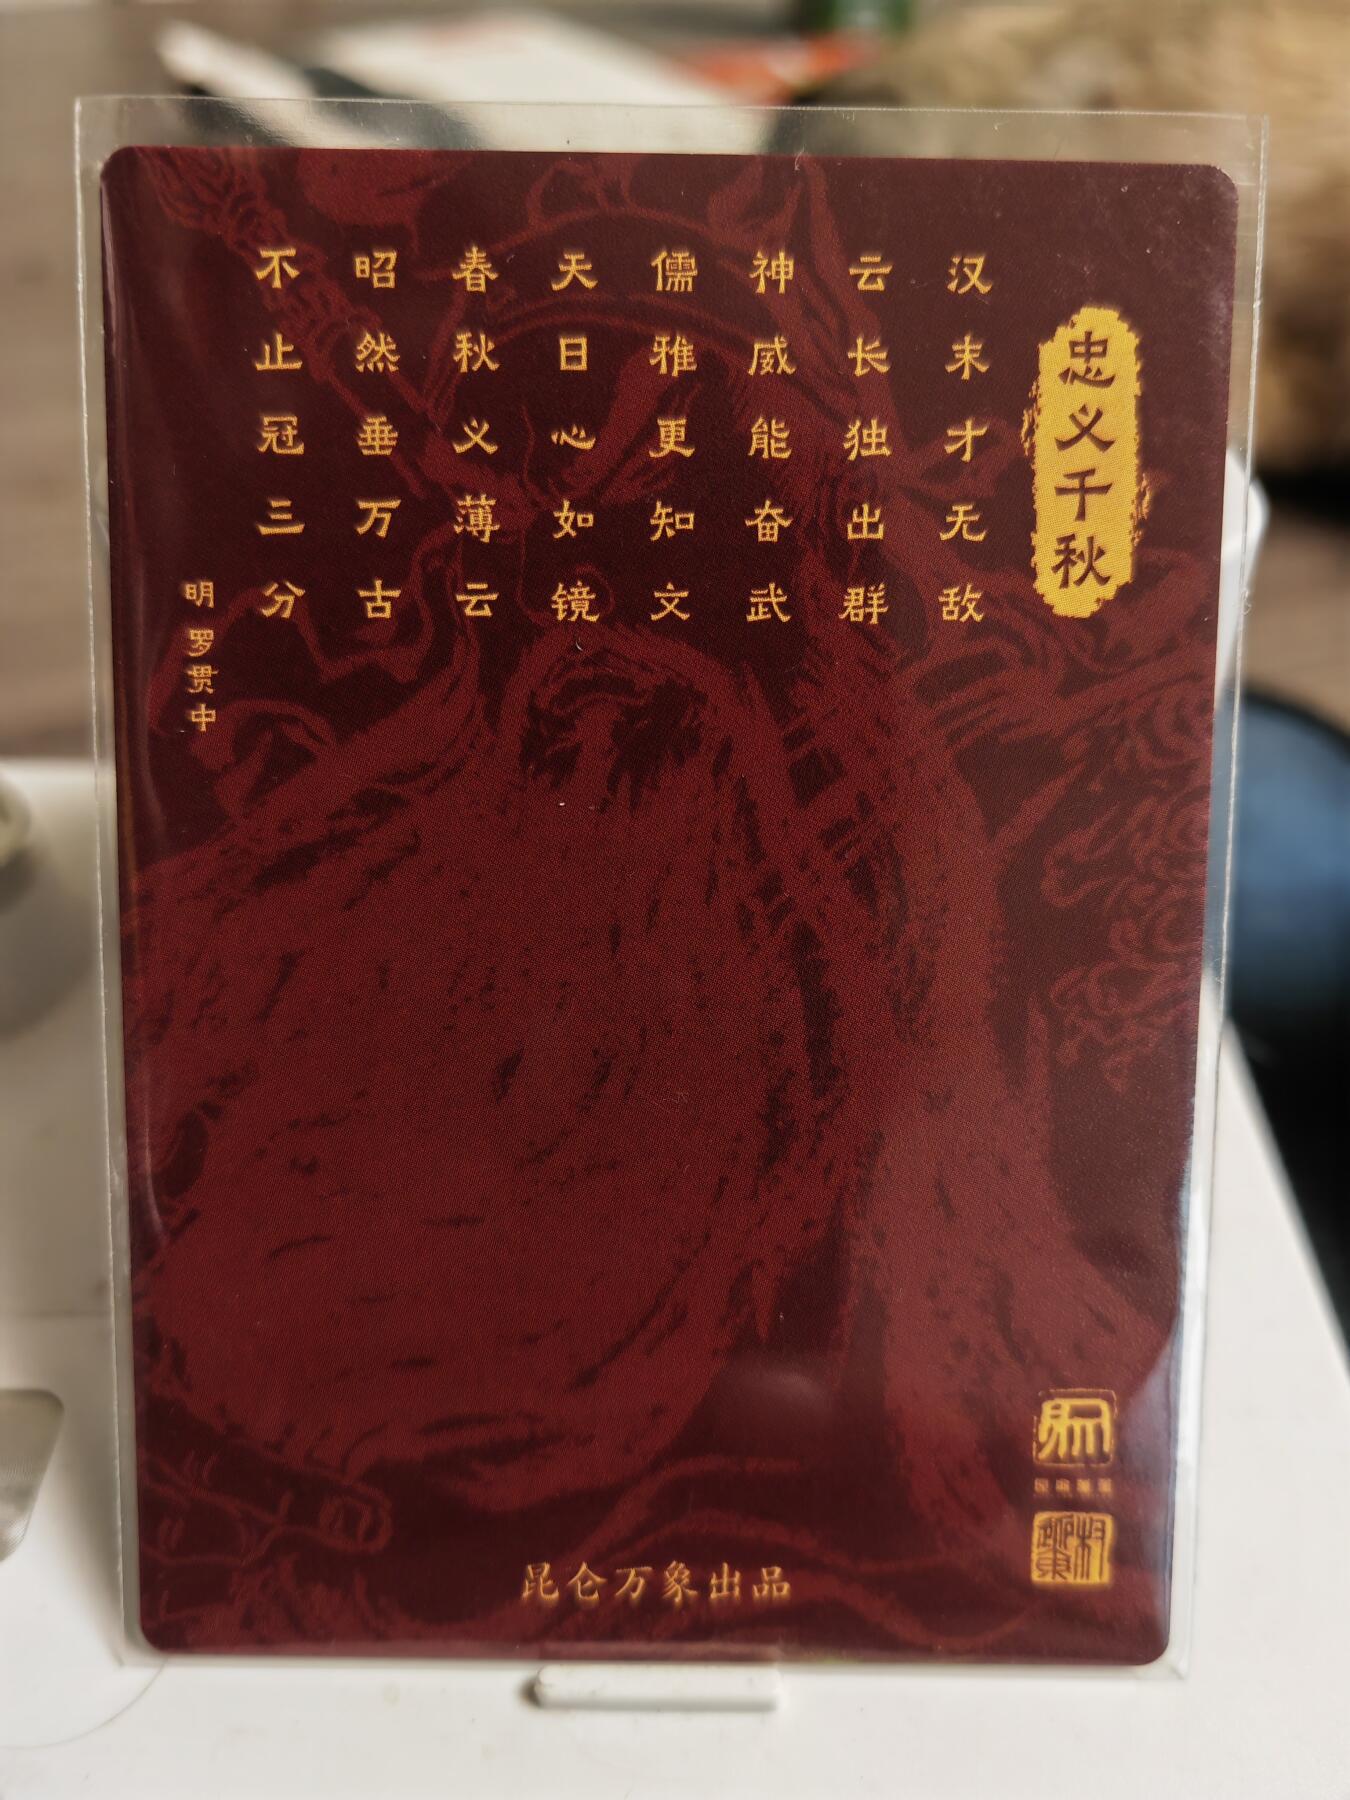 忠义千秋
汉末才无敌
云长独出群
神威能奋武
儒雅更知文
天日心如镜
春秋义薄云
昭然垂万古
不止冠三分
明 罗贯中
昆仑万象出品